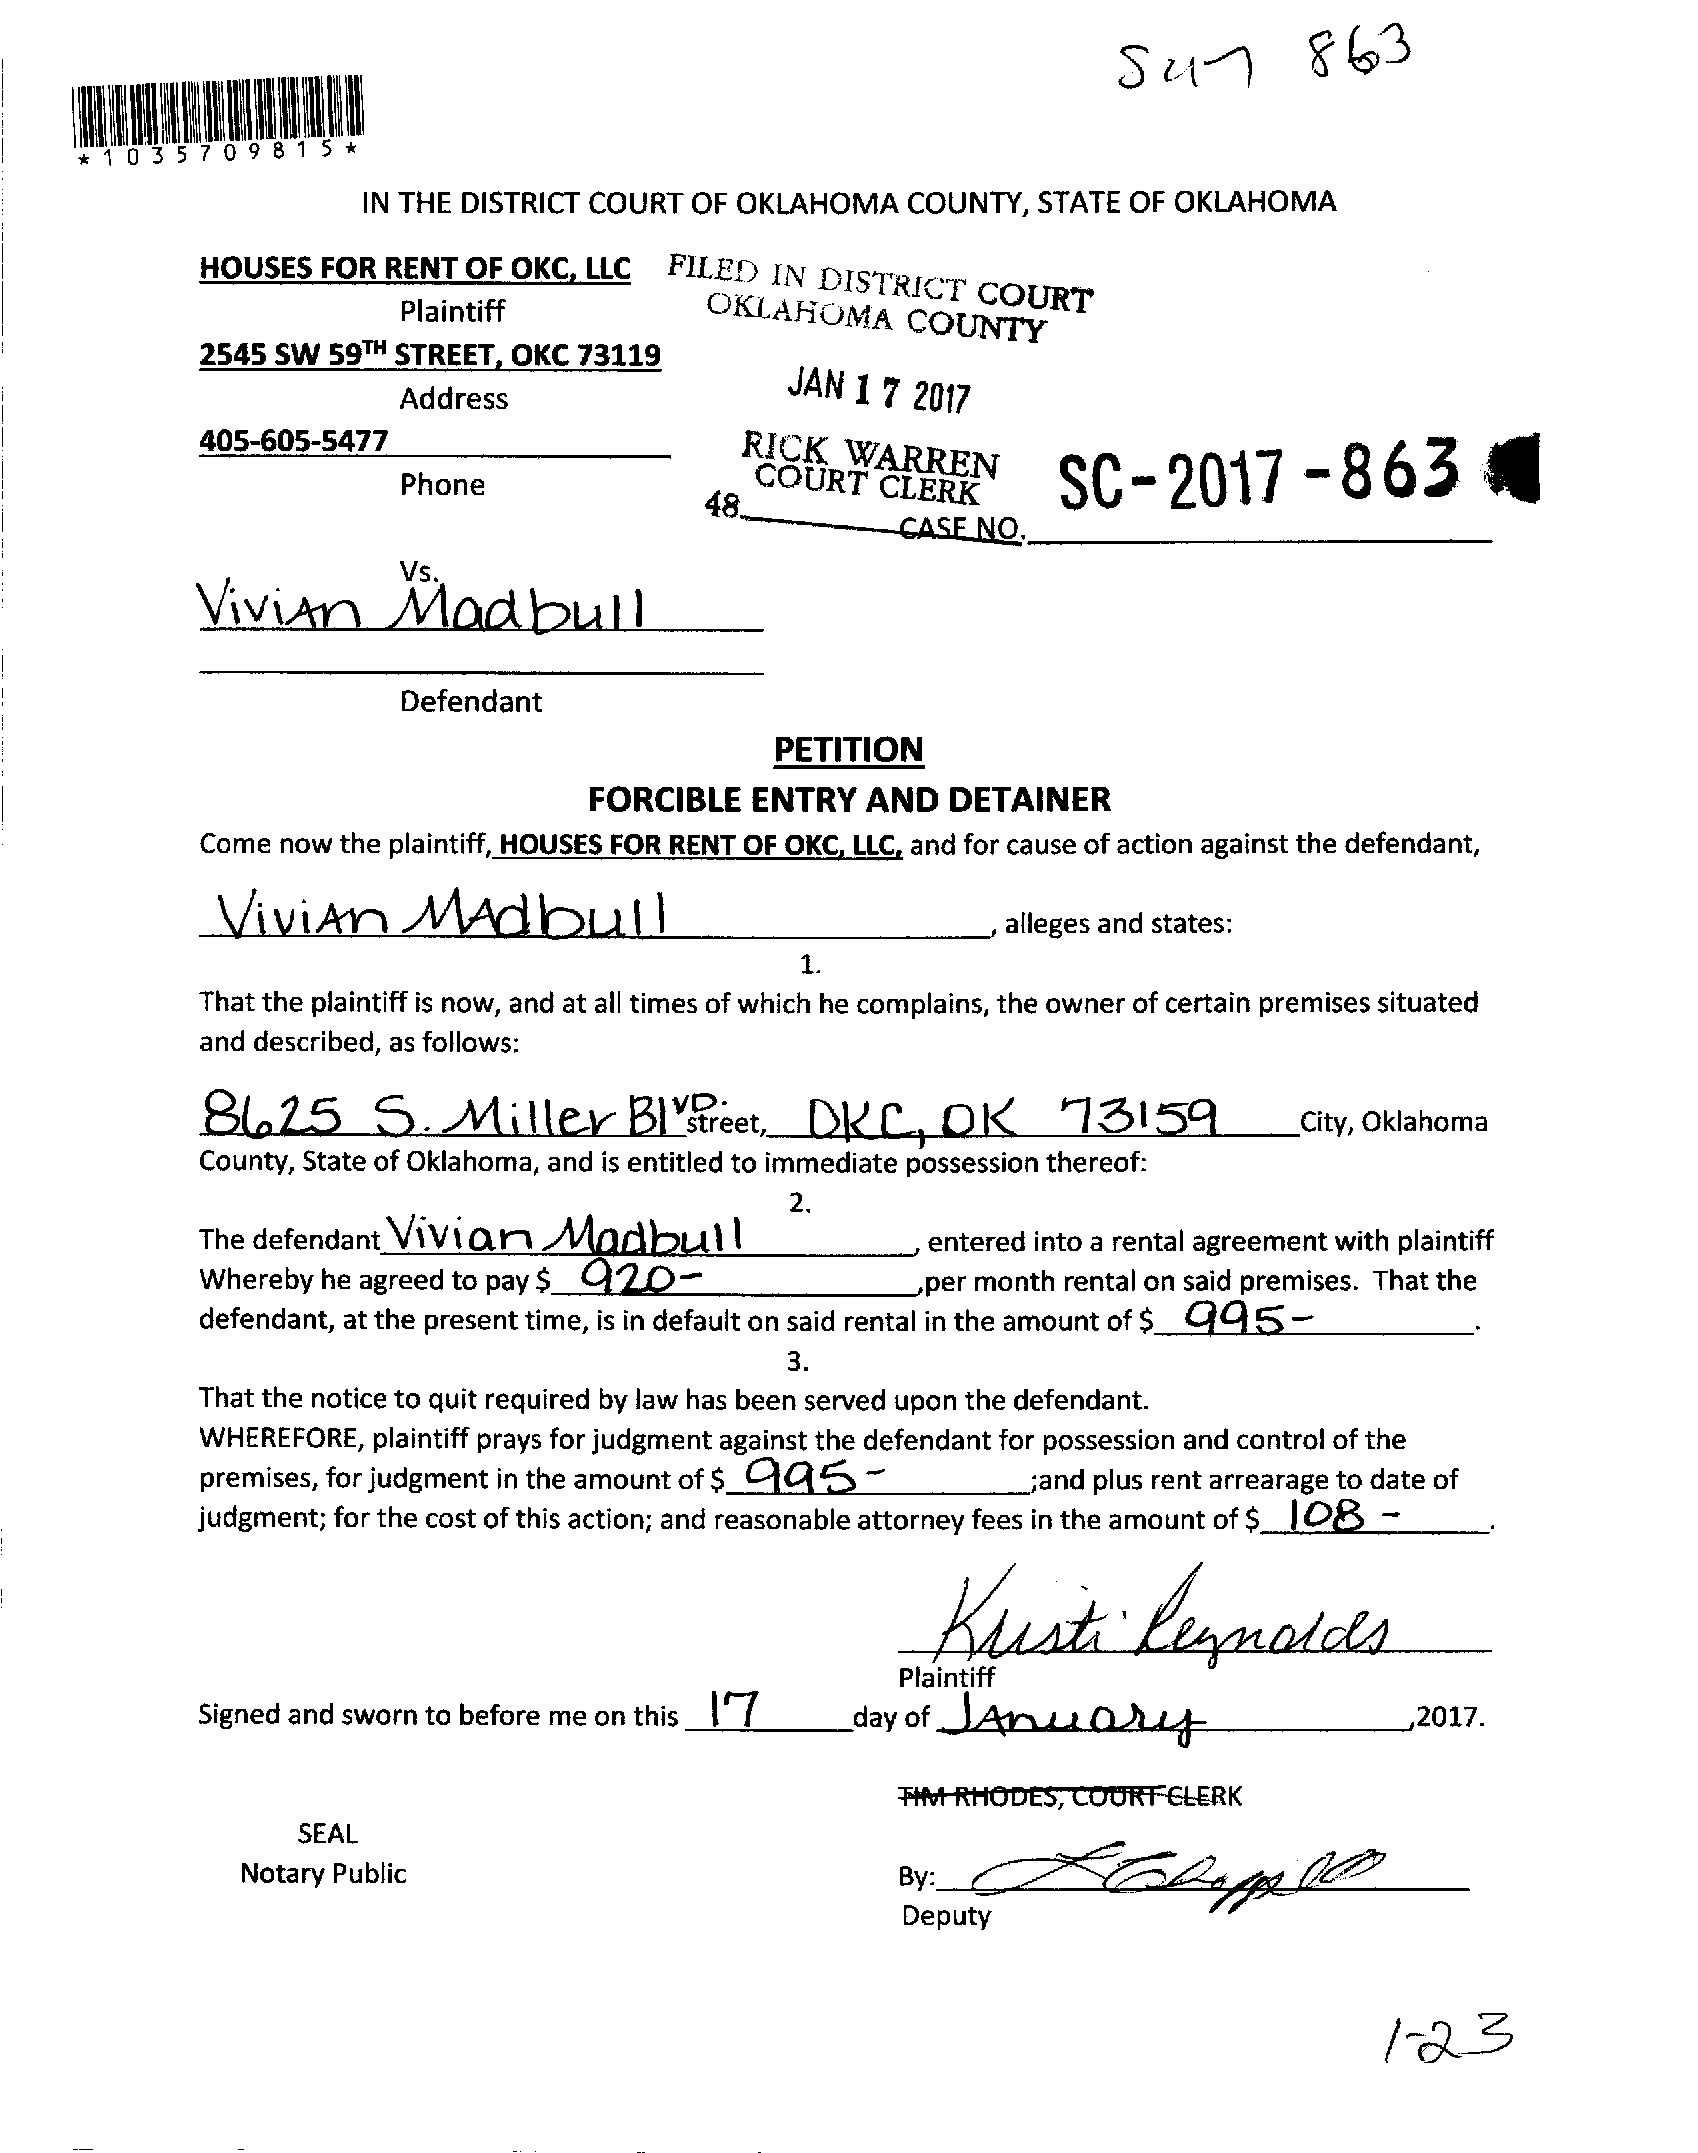 863
*1035709815*
IN THE DISTRICT COURT OF OKLAHOMA COUNTY, STATE OF OKLAHOMA
HOUSES FOR RENT OF OKC, LLC
Plaintiff
2545 SW 59TH STREET, OKC 73119
Address
405-605-5477
Phone
FILED IN DISTRICT COURT
OKLAHOMA COUNTY
JAN 17 2017
RICK WARREN
COURT CLERK
48
CASE NO. SC-2017-863
Vs.
Vivian Madbull
Defendant
PETITION
FORCIBLE ENTRY AND DETAINER
Come now the plaintiff, HOUSES FOR RENT OF OKC, LLC, and for cause of action against the defendant,
Vivian Madbull, alleges and states:
1.
That the plaintiff is now, and at all times of which he complains, the owner of certain premises situated
and described, as follows:
8625 S. Miller Blvd. street, OKC, OK 73159 City, Oklahoma
County, State of Oklahoma, and is entitled to immediate possession thereof:
2.
The defendant Vivian Madbull, entered into a rental agreement with plaintiff
Whereby he agreed to pay $ 920- ,per month rental on said premises. That the
defendant, at the present time, is in default on said rental in the amount of $ 995- .
3.
That the notice to quit required by law has been served upon the defendant.
WHEREFORE, plaintiff prays for judgment against the defendant for possession and control of the
premises, for judgment in the amount of $ 995- ;and plus rent arrearage to date of
judgment; for the cost of this action; and reasonable attorney fees in the amount of $ 108 - .
Kristi Reynolds
Plaintiff
Signed and sworn to before me on this 17 day of January ,2017.
TIM RHODES, COURT CLERK
SEAL
Notary Public
By:
Deputy
1-23